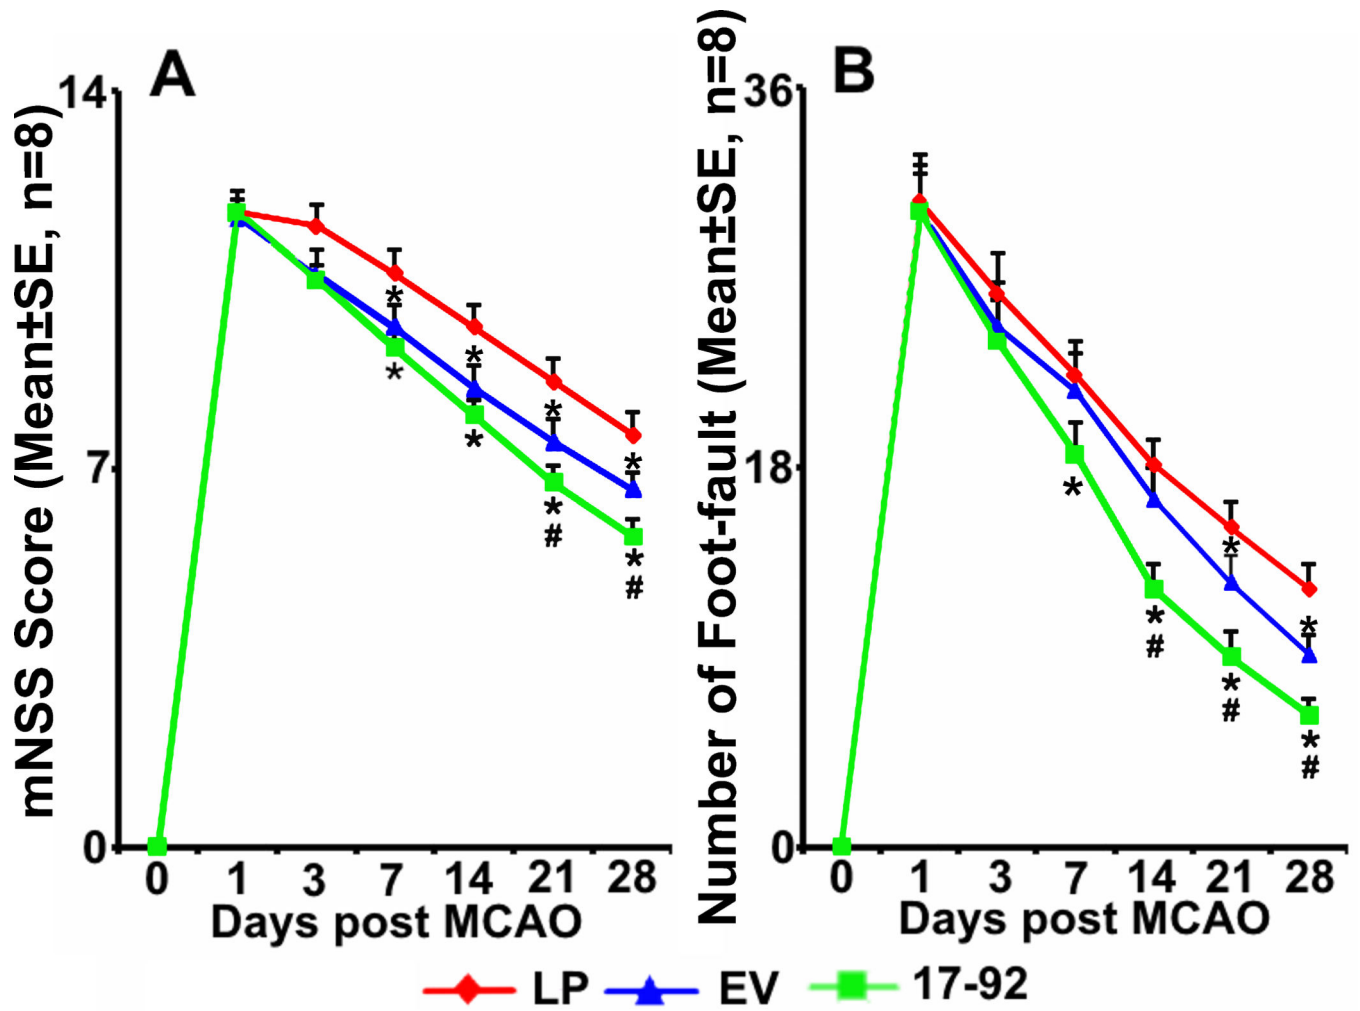 A
14
7
0
mNSS Score (Mean±SE, n=8)
* * * *
* * * *
# #
0 1 3 7 14 21 28
Days post MCAO
B
36
18
0
Number of Foot-fault (Mean±SE, n=8)
* *
* * * *
# # #
0 1 3 7 14 21 28
Days post MCAO
LP EV 17-92